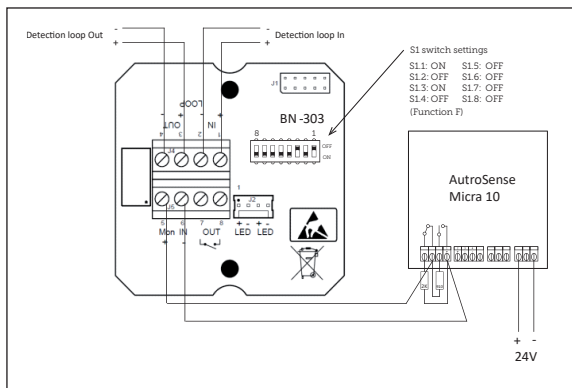 Detection loop Out
-
+
-
+
Detection loop In
S1 switch settings
S1.1: ON S1.5: OFF
S1.2: OFF S1.6: OFF
S1.3: ON S1.7: OFF
S1.4: OFF S1.8: OFF
(Function F)
J1
BN -303
LOOP
OUT
IN
- + - +
4 3 2 1
J4
8 1
OFF
ON
AutroSense
Micra 10
J5
1
J2
5 6 7 8
Mon IN OUT
+ -
+ - + -
LED LED
2K
+ -
24V